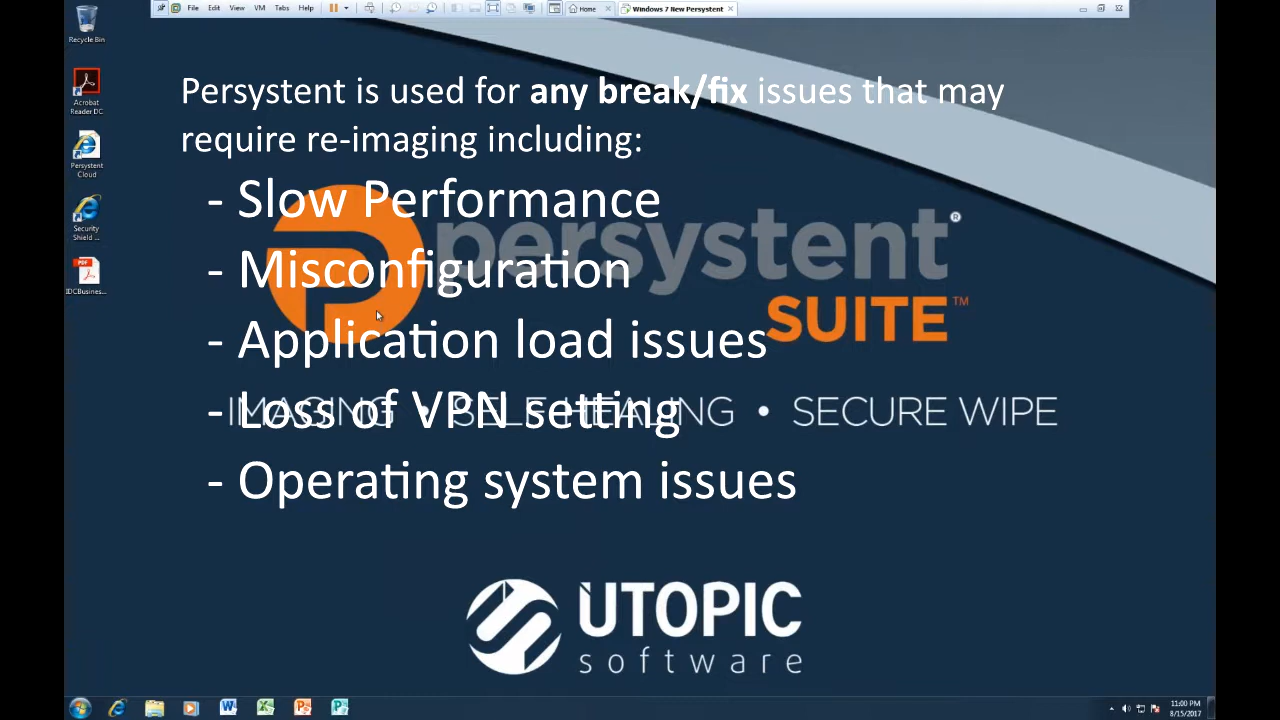 File Edit View VM Tabs Help Home Windows 7 New Persystent
Recycle Bin
Acrobat
Reader DC
Persystent
Cloud
Security
Shield ...
PDF
IDCBusines...
Persystent is used for any break/fix issues that may
require re-imaging including:
- Slow Performance
- Misconfiguration
- Application load issues
- Loss of VPN setting
- Operating system issues
persystent®
SUITE™
IMAGING • SELF HEALING • SECURE WIPE
UTOPIC
software
11:00 PM
8/15/2017